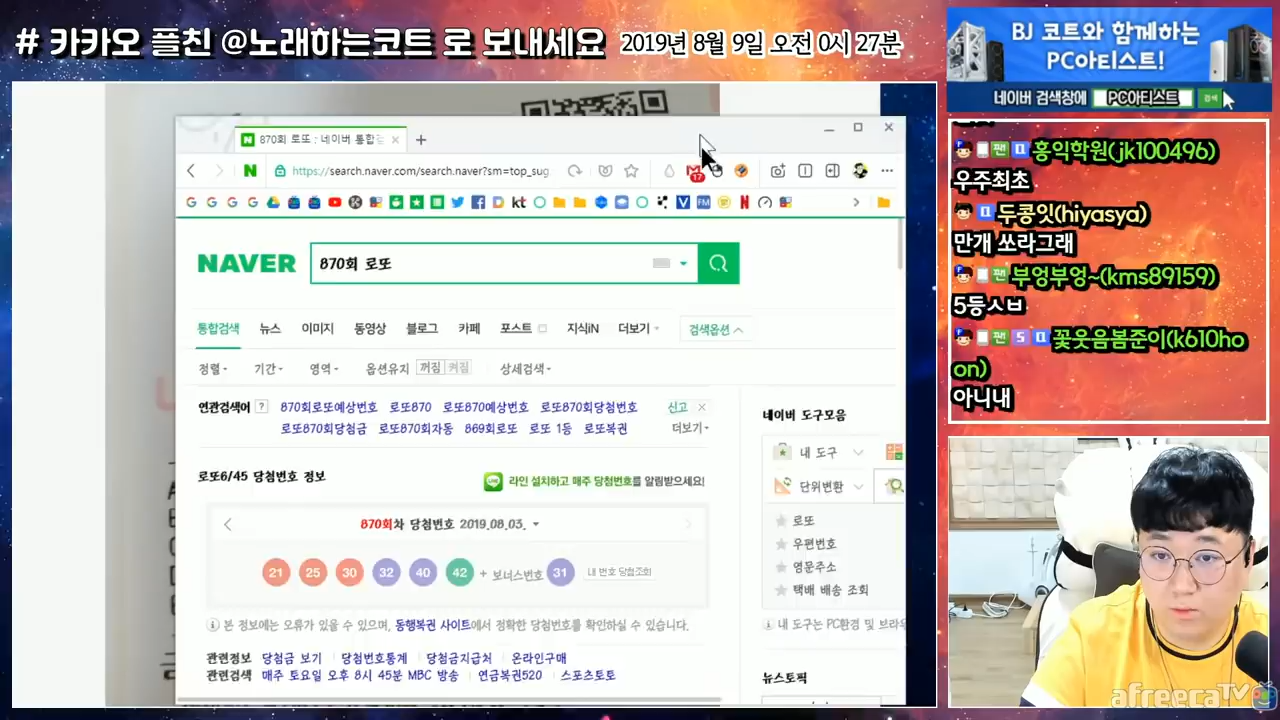 # 카카오 플친 @노래하는코트 로 보내세요
2019년 8월 9일 오전 0시 27분
BJ 코트와 함께하는
PC아티스트!
네이버 검색창에 PC아티스트 검색
870회 로또 : 네이버 통합검
https://search.naver.com/search.naver?sm=top_sug
17
kt
FM
NAVER
870회 로또
통합검색 뉴스 이미지 동영상 블로그 카페 포스트 지식iN 더보기 검색옵션
정렬 기간 영역 옵션유지 꺼짐 켜짐 상세검색
연관검색어 ? 870회로또예상번호 로또870 로또870예상번호 로또870회당첨번호 신고
로또870회당첨금 로또870회자동 869회로또 로또 1등 로또복권 더보기
로또6/45 당첨번호 정보
라인 설치하고 매주 당첨번호를 알림받으세요!
870회차 당첨번호 2019.08.03.
21 25 30 32 40 42 + 보너스번호 31 내 번호 당첨조회
본 정보에는 오류가 있을 수 있으며, 동행복권 사이트에서 정확한 당첨번호를 확인하실 수 있습니다.
관련정보 당첨금 보기 당첨번호통계 당첨금지급처 온라인구매
관련검색 매주 토요일 오후 8시 45분 MBC 방송 연금복권520 스포츠토토
네이버 도구모음
내 도구
단위변환
로또
우편번호
영문주소
택배 배송 조회
내 도구는 PC환경 및 브라우
뉴스토픽
홍익학원(jk100496)
우주최초
두콩잇(hiyasya)
만개 쏘라그래
부엉부엉~(kms89159)
5등ㅅㅂ
꽃웃음봄준이(k610ho
on)
아니내
afreecaTV